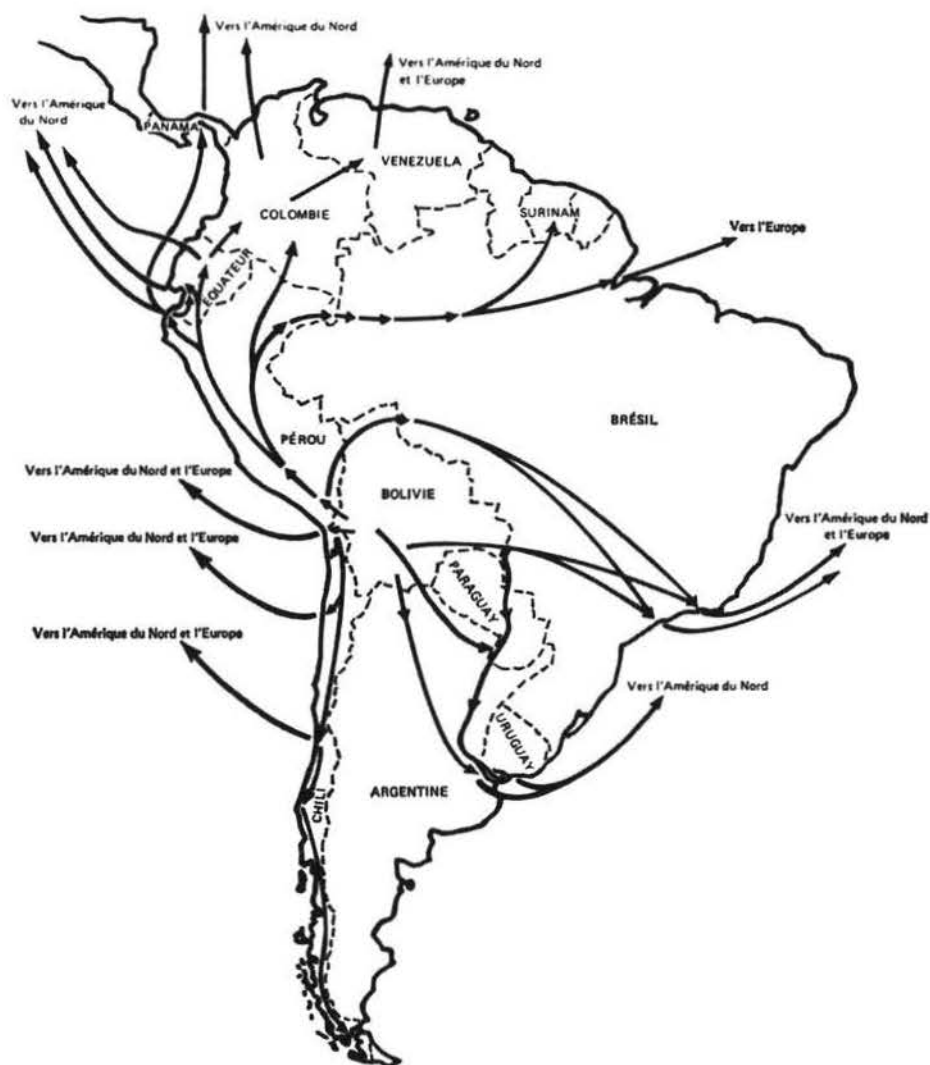 Vers l'Amérique du Nord
Vers l'Amérique du Nord
et l'Europe
Vers l'Amérique
du Nord
PANAMA
VENEZUELA
COLOMBIE
SURINAM
Vers l'Europe
ÉQUATEUR
BRÉSIL
PÉROU
Vers l'Amérique du Nord et l'Europe
BOLIVIE
Vers l'Amérique du Nord
et l'Europe
Vers l'Amérique du Nord et l'Europe
PARAGUAY
Vers l'Amérique du Nord et l'Europe
Vers l'Amérique du Nord
URUGUAY
ARGENTINE
CHILI